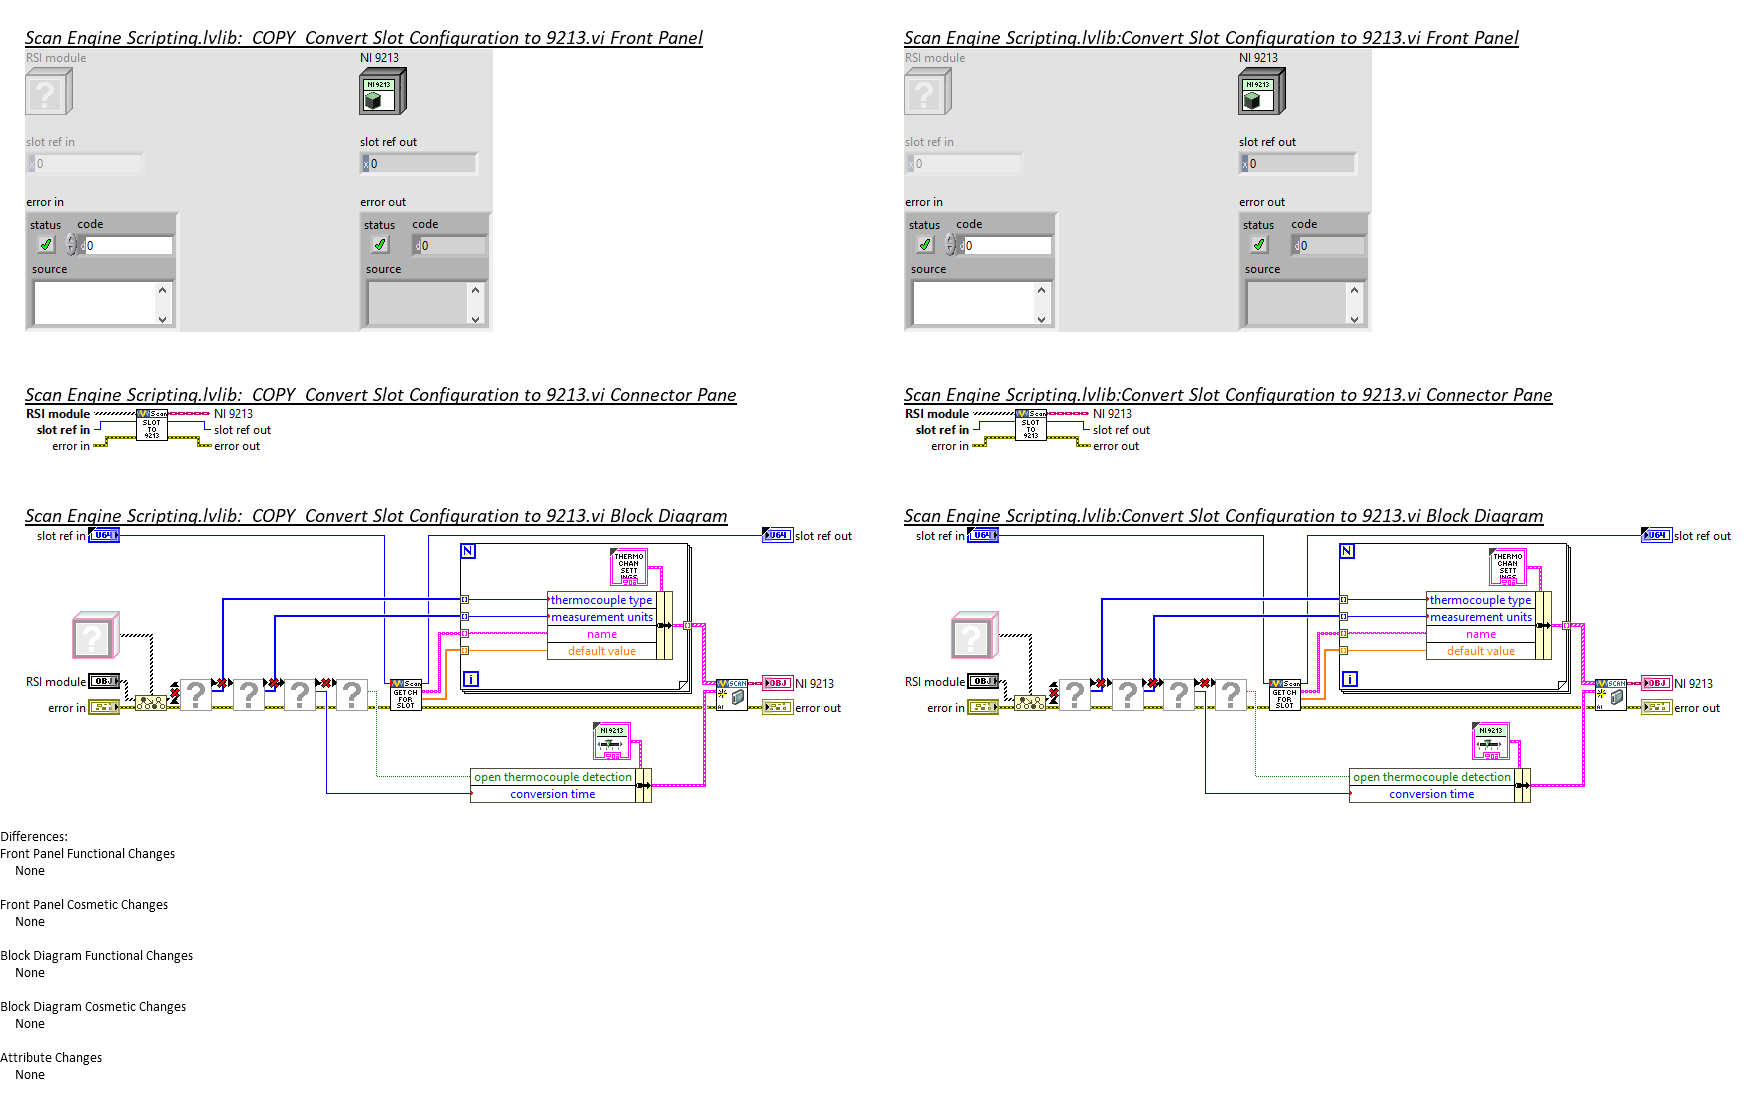 Scan Engine Scripting.lvlib:  COPY  Convert Slot Configuration to 9213.vi Front Panel
RSI module
NI 9213
NI 9213
slot ref in
slot ref out
x 0
x 0
error in
error out
status code
status code
d 0
d 0
source
source
Scan Engine Scripting.lvlib:Convert Slot Configuration to 9213.vi Front Panel
RSI module
NI 9213
NI 9213
slot ref in
slot ref out
x 0
x 0
error in
error out
status code
status code
d 0
d 0
source
source
Scan Engine Scripting.lvlib:  COPY  Convert Slot Configuration to 9213.vi Connector Pane
RSI module
slot ref in
error in
Scan
SLOT
TO
9213
NI 9213
slot ref out
error out
Scan Engine Scripting.lvlib:Convert Slot Configuration to 9213.vi Connector Pane
RSI module
slot ref in
error in
Scan
SLOT
TO
9213
NI 9213
slot ref out
error out
Scan Engine Scripting.lvlib:  COPY  Convert Slot Configuration to 9213.vi Block Diagram
slot ref in
U64
U64
slot ref out
N
THERMO
CHAN
SETT
INGS
thermocouple type
measurement units
name
default value
i
RSI module
OBJ
error in
? ? ? ? ?
Scan
GET CH
FOR
SLOT
SCAN
AI
OBJ
NI 9213
error out
NI 9213
open thermocouple detection
conversion time
Scan Engine Scripting.lvlib:Convert Slot Configuration to 9213.vi Block Diagram
slot ref in
U64
U64
slot ref out
N
THERMO
CHAN
SETT
INGS
thermocouple type
measurement units
name
default value
i
RSI module
OBJ
error in
? ? ? ? ?
Scan
GET CH
FOR
SLOT
SCAN
AI
OBJ
NI 9213
error out
NI 9213
open thermocouple detection
conversion time
Differences:
Front Panel Functional Changes
None
Front Panel Cosmetic Changes
None
Block Diagram Functional Changes
None
Block Diagram Cosmetic Changes
None
Attribute Changes
None